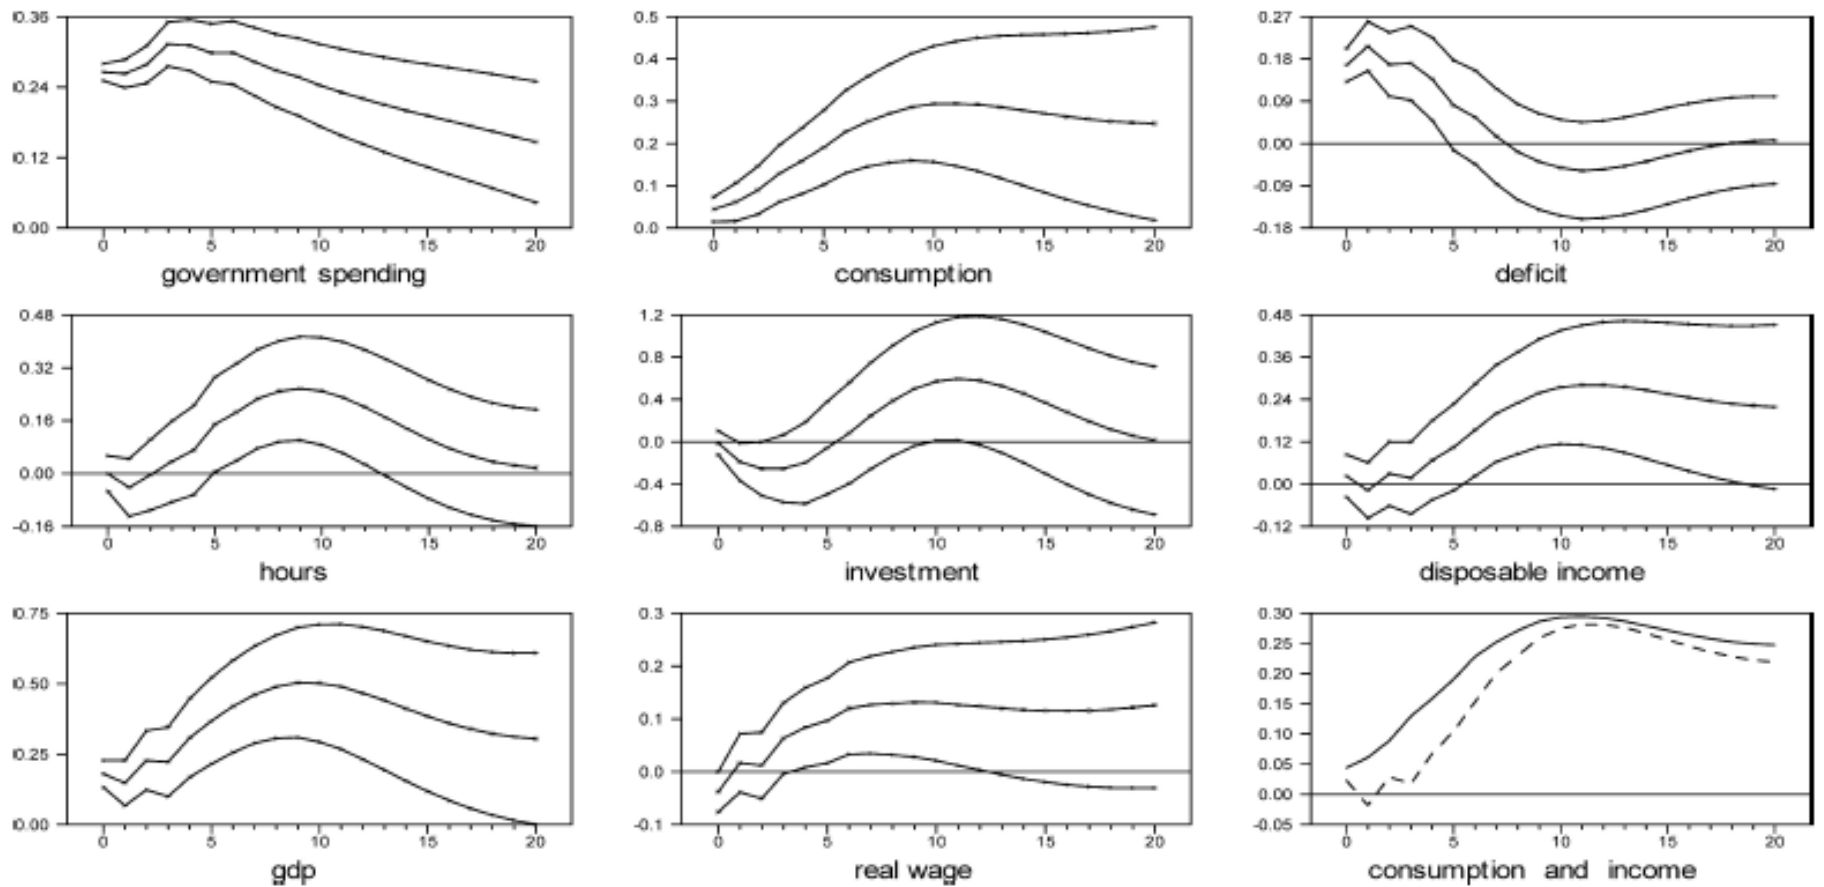 0.36
0.24
0.12
0.00
0 5 10 15 20
government spending
0.5
0.4
0.3
0.2
0.1
0.0
0 5 10 15 20
consumption
0.27
0.18
0.09
0.00
-0.09
-0.18
0 5 10 15 20
deficit
0.48
0.32
0.16
0.00
-0.16
0 5 10 15 20
hours
1.2
0.8
0.4
0.0
-0.4
-0.8
0 5 10 15 20
investment
0.48
0.36
0.24
0.12
0.00
-0.12
0 5 10 15 20
disposable income
0.75
0.50
0.25
0.00
0 5 10 15 20
gdp
0.3
0.2
0.1
0.0
-0.1
0 5 10 15 20
real wage
0.30
0.25
0.20
0.15
0.10
0.05
0.00
-0.05
0 5 10 15 20
consumption and income